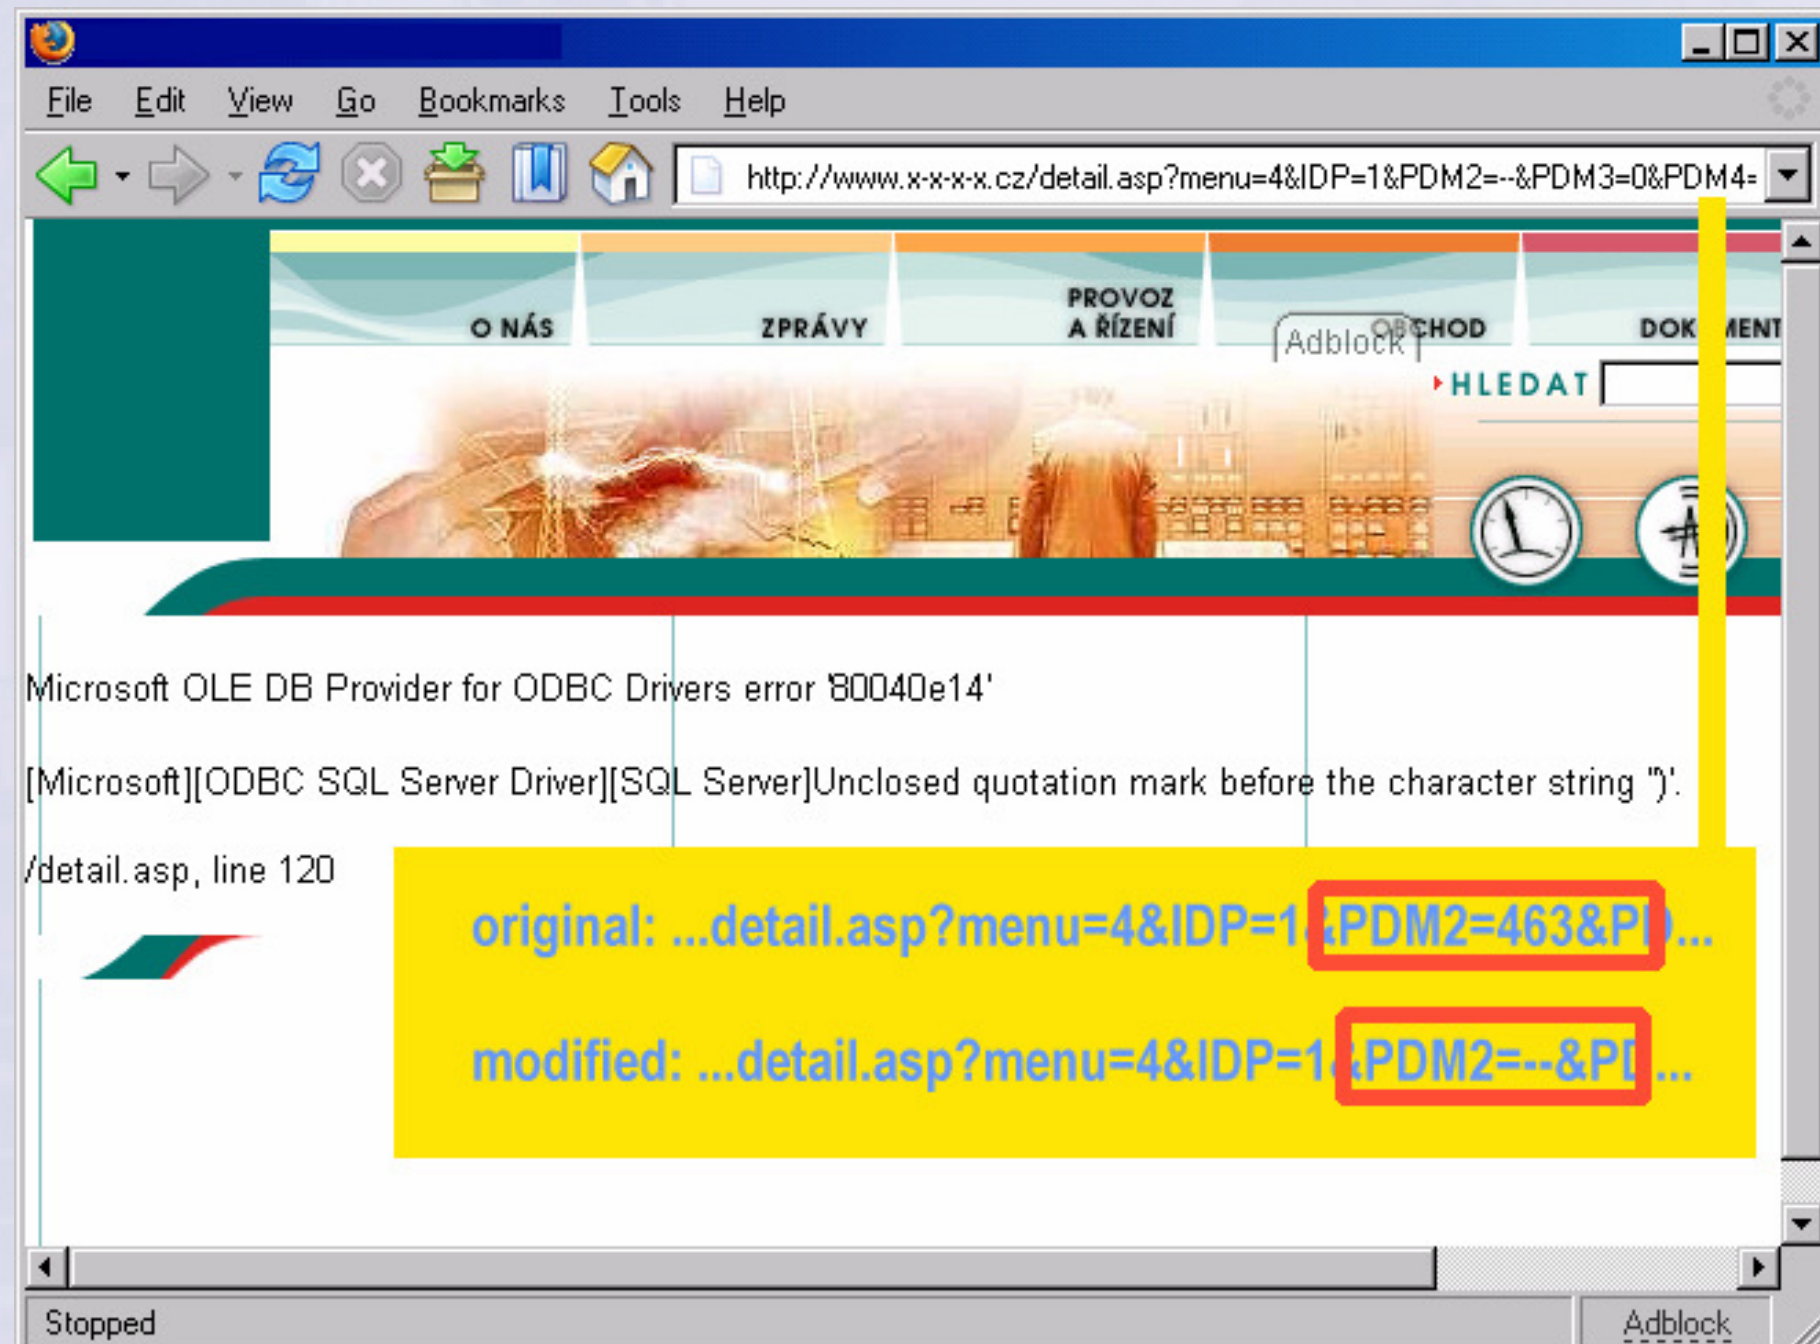 File Edit View Go Bookmarks Tools Help
http://www.x-x-x-x.cz/detail.asp?menu=4&IDP=1&PDM2=--&PDM3=0&PDM4=
O NÁS
ZPRÁVY
PROVOZ
A ŘÍZENÍ
OBCHOD
Adblock
HLEDAT
Microsoft OLE DB Provider for ODBC Drivers error '80040e14'
[Microsoft][ODBC SQL Server Driver][SQL Server]Unclosed quotation mark before the character string '')'.
/detail.asp, line 120
original: ...detail.asp?menu=4&IDP=1&PDM2=463&PD...
modified: ...detail.asp?menu=4&IDP=1&PDM2=--&PD...
Stopped
Adblock